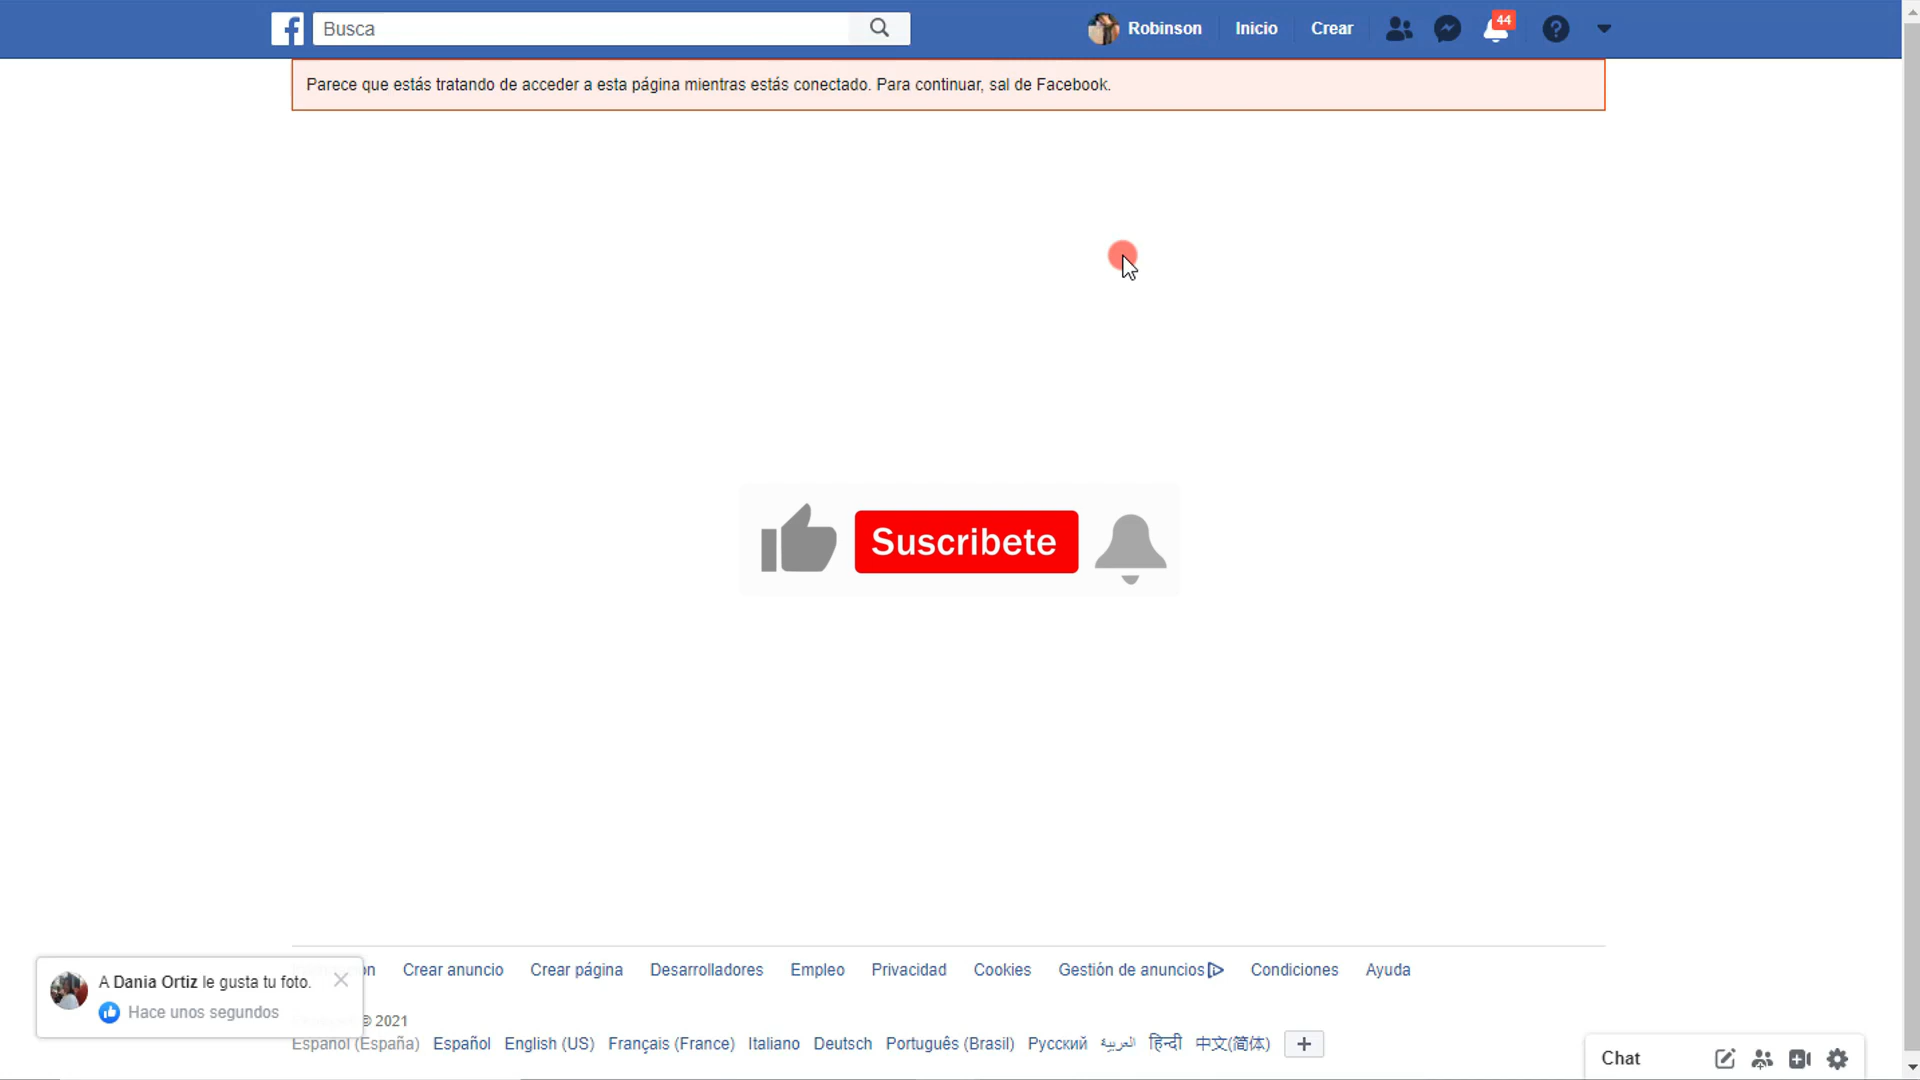 Busca
Robinson Inicio Crear 44
Parece que estás tratando de acceder a esta página mientras estás conectado. Para continuar, sal de Facebook.
Suscribete
A Dania Ortiz le gusta tu foto.
Hace unos segundos
Crear anuncio Crear página Desarrolladores Empleo Privacidad Cookies Gestión de anuncios Condiciones Ayuda
© 2021
Español (España) Español English (US) Français (France) Italiano Deutsch Português (Brasil) Русский العربية हिन्दी 中文(简体) +
Chat